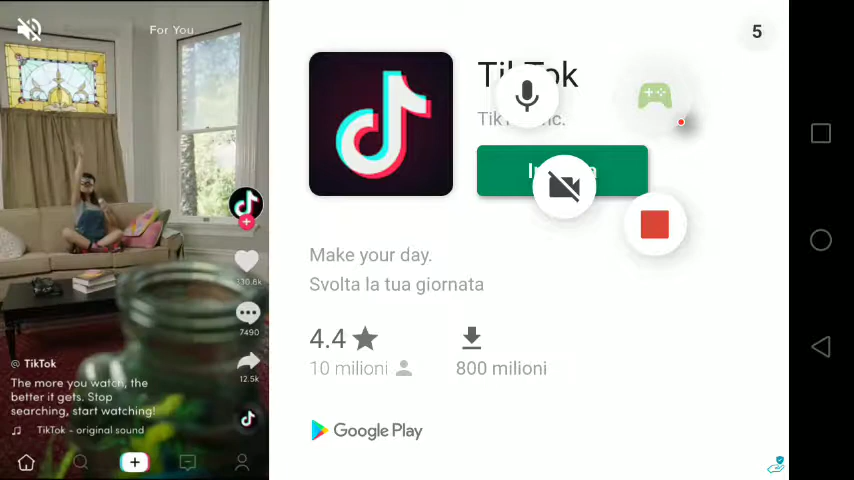 For You
330.8k
7490
12.5k
@ TikTok
The more you watch, the
better it gets. Stop
searching, start watching!
TikTok - original sound
5
Make your day.
Svolta la tua giornata
4.4
10 milioni
800 milioni
Google Play